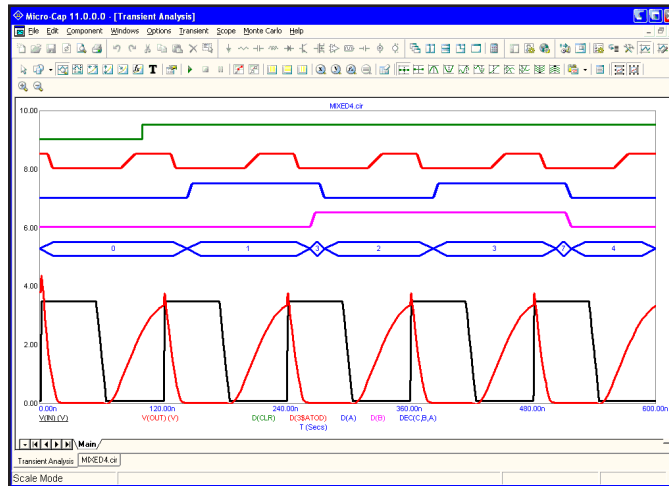 Micro-Cap 11.0.0.0 - [Transient Analysis]
File Edit Component Windows Options Transient Scope Monte Carlo Help
MIXED4.cir
10.00
8.00
6.00
0 1 3 2 3 7 4
4.00
2.00
0.00
0.00n 120.00n 240.00n 360.00n 480.00n 600.00n
V(IN) (V) V(OUT) (V) D(CLR) D(3$ATOD) D(A) D(B) DEC(C,B,A)
T (Secs)
Main
Transient Analysis MIXED4.cir
Scale Mode